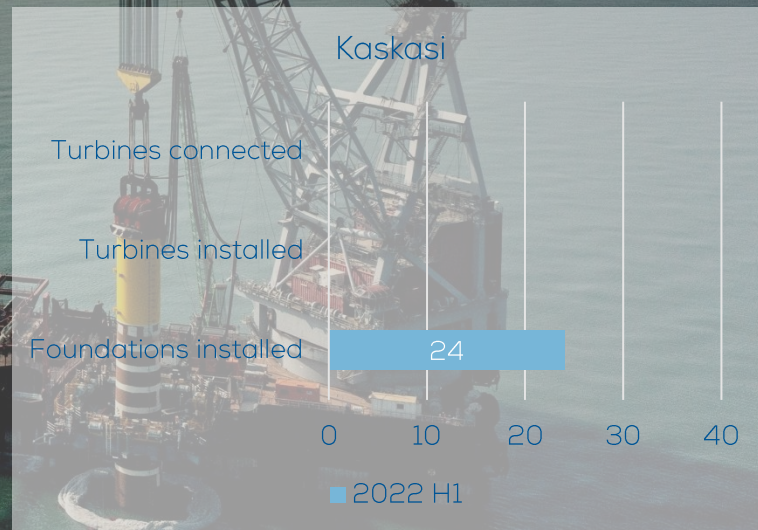 Kaskasi
Turbines connected
Turbines installed
Foundations installed
24
0 10 20 30 40
2022 H1